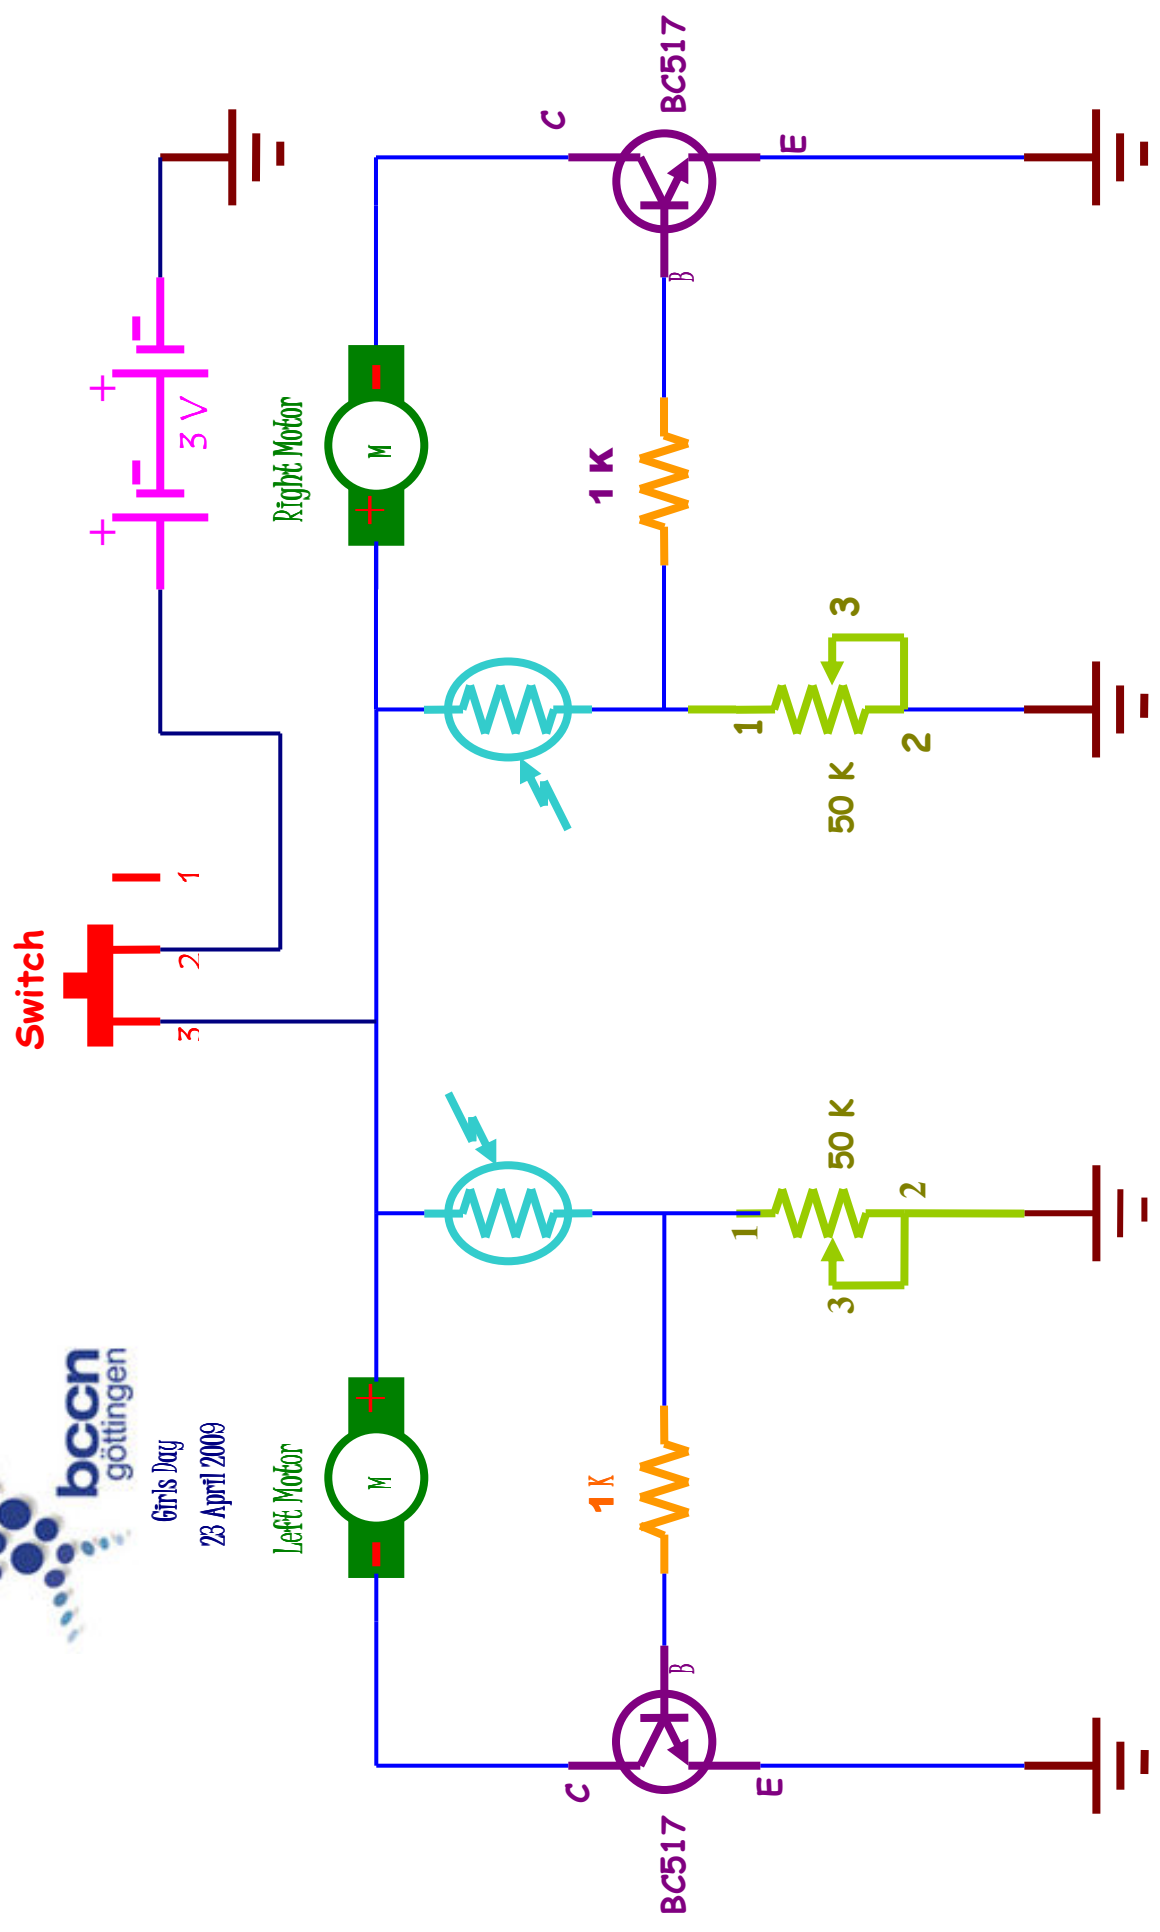 bccn
göttingen
Girls Day
23 April 2009
Switch
3
2
1
+
-
+
-
3 V
Left Motor
-
M
+
Right Motor
+
M
-
C
B
E
BC517
1 K
1
3
2
50 K
1
2
3
50 K
1 K
C
B
E
BC517